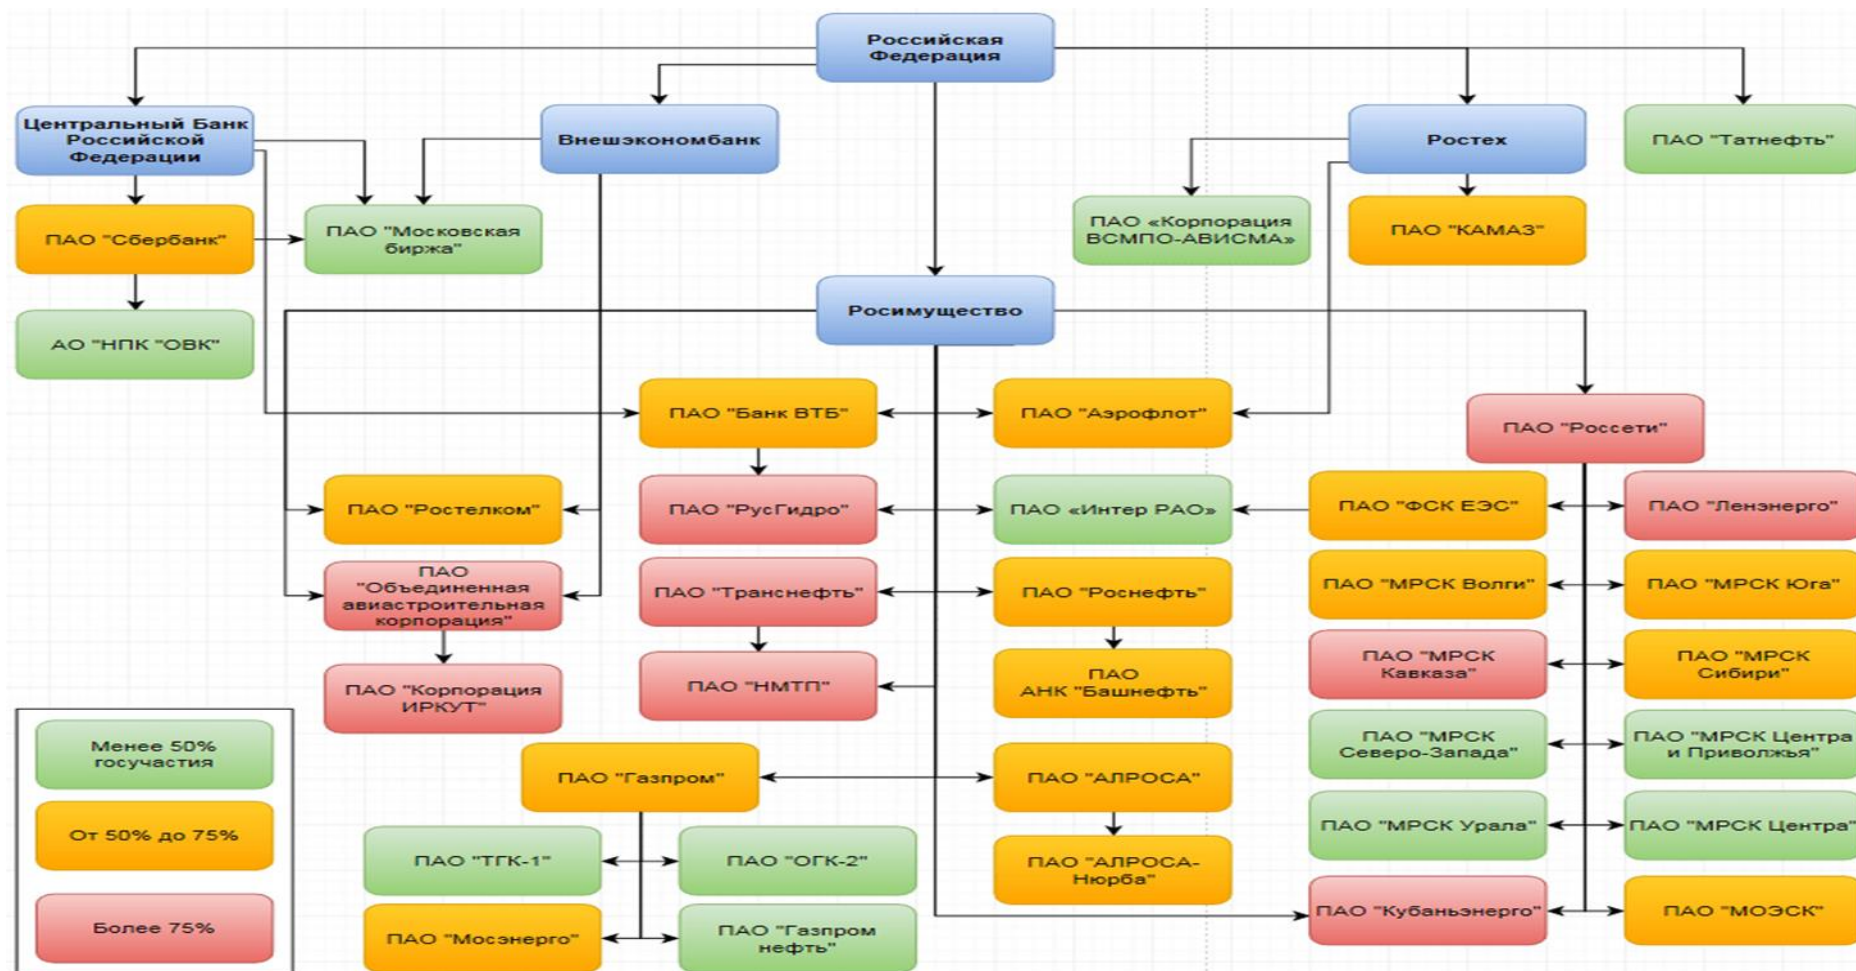 Российская
Федерация
Центральный Банк
Российской
Федерации
Внешэкономбанк
Ростех
ПАО "Татнефть"
ПАО "Сбербанк"
ПАО "Московская
биржа"
ПАО «Корпорация
ВСМПО-АВИСМА»
ПАО "КАМАЗ"
Росимущество
АО "НПК "ОВК"
ПАО "Банк ВТБ"
ПАО "Аэрофлот"
ПАО "Россети"
ПАО "Ростелком"
ПАО "РусГидро"
ПАО «Интер РАО»
ПАО "ФСК ЕЭС"
ПАО "Ленэнерго"
ПАО
"Объединенная
авиастроительная
корпорация"
ПАО "Транснефть"
ПАО "Роснефть"
ПАО "МРСК Волги"
ПАО "МРСК Юга"
ПАО "Корпорация
ИРКУТ"
ПАО "НМТП"
ПАО
АНК "Башнефть"
ПАО "МРСК
Кавказа"
ПАО "МРСК
Сибири"
Менее 50%
госучастия
ПАО "Газпром"
ПАО "АЛРОСА"
ПАО "МРСК
Северо-Запада"
ПАО "МРСК Центра
и Приволжья"
От 50% до 75%
ПАО "ТГК-1"
ПАО "ОГК-2"
ПАО "АЛРОСА-
Нюрба"
ПАО "МРСК Урала"
ПАО "МРСК Центра"
Более 75%
ПАО "Мосэнерго"
ПАО "Газпром
нефть"
ПАО "Кубаньэнерго"
ПАО "МОЭСК"